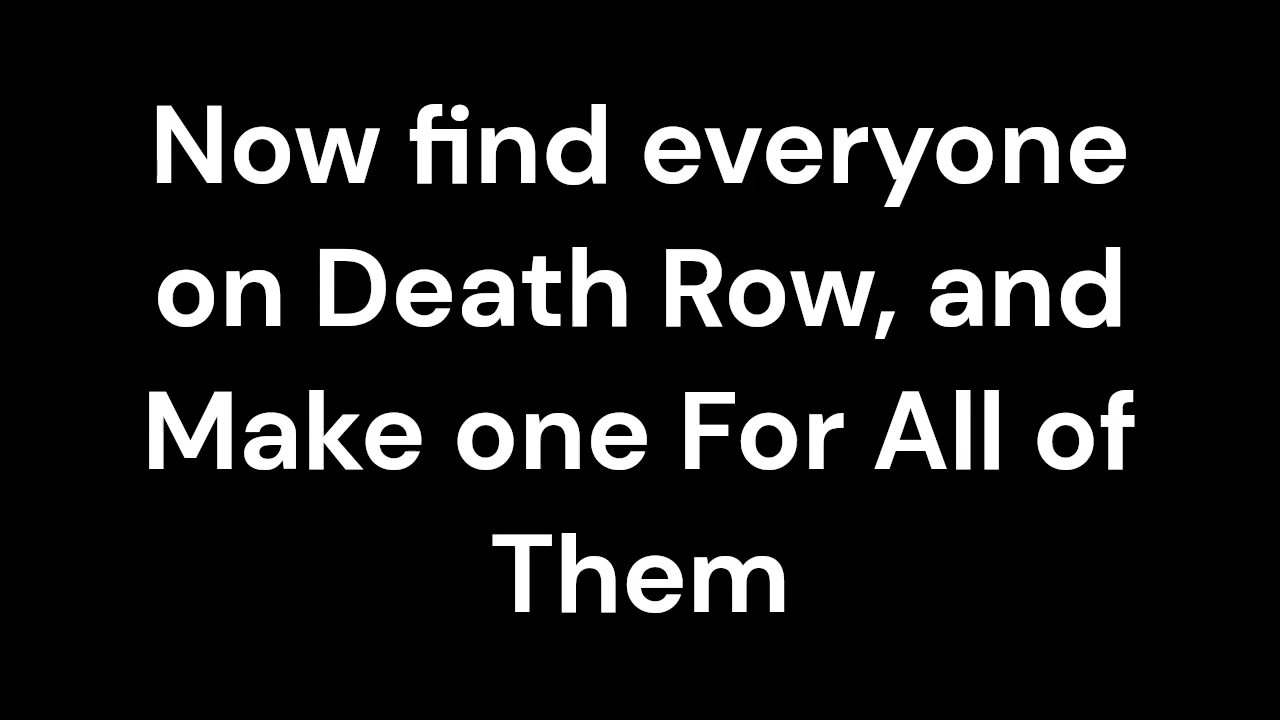 Now find everyone
on Death Row, and
Make one For All of
Them